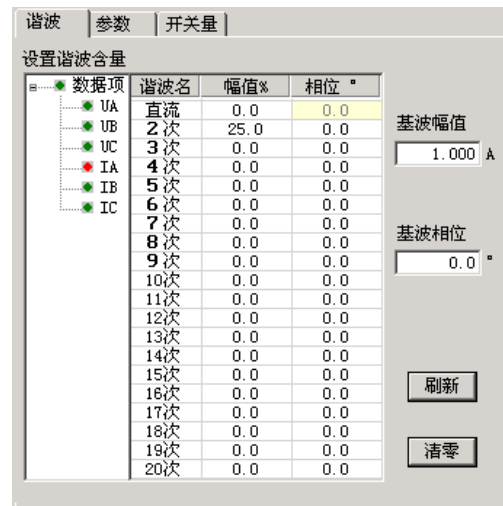 谐波 参数 开关量
设置谐波含量
数据项
UA
UB
UC
IA
IB
IC
谐波名 幅值% 相位 °
直流 0.0 0.0
2次 25.0 0.0
3次 0.0 0.0
4次 0.0 0.0
5次 0.0 0.0
6次 0.0 0.0
7次 0.0 0.0
8次 0.0 0.0
9次 0.0 0.0
10次 0.0 0.0
11次 0.0 0.0
12次 0.0 0.0
13次 0.0 0.0
14次 0.0 0.0
15次 0.0 0.0
16次 0.0 0.0
17次 0.0 0.0
18次 0.0 0.0
19次 0.0 0.0
20次 0.0 0.0
基波幅值
1.000 A
基波相位
0.0 °
刷新
清零